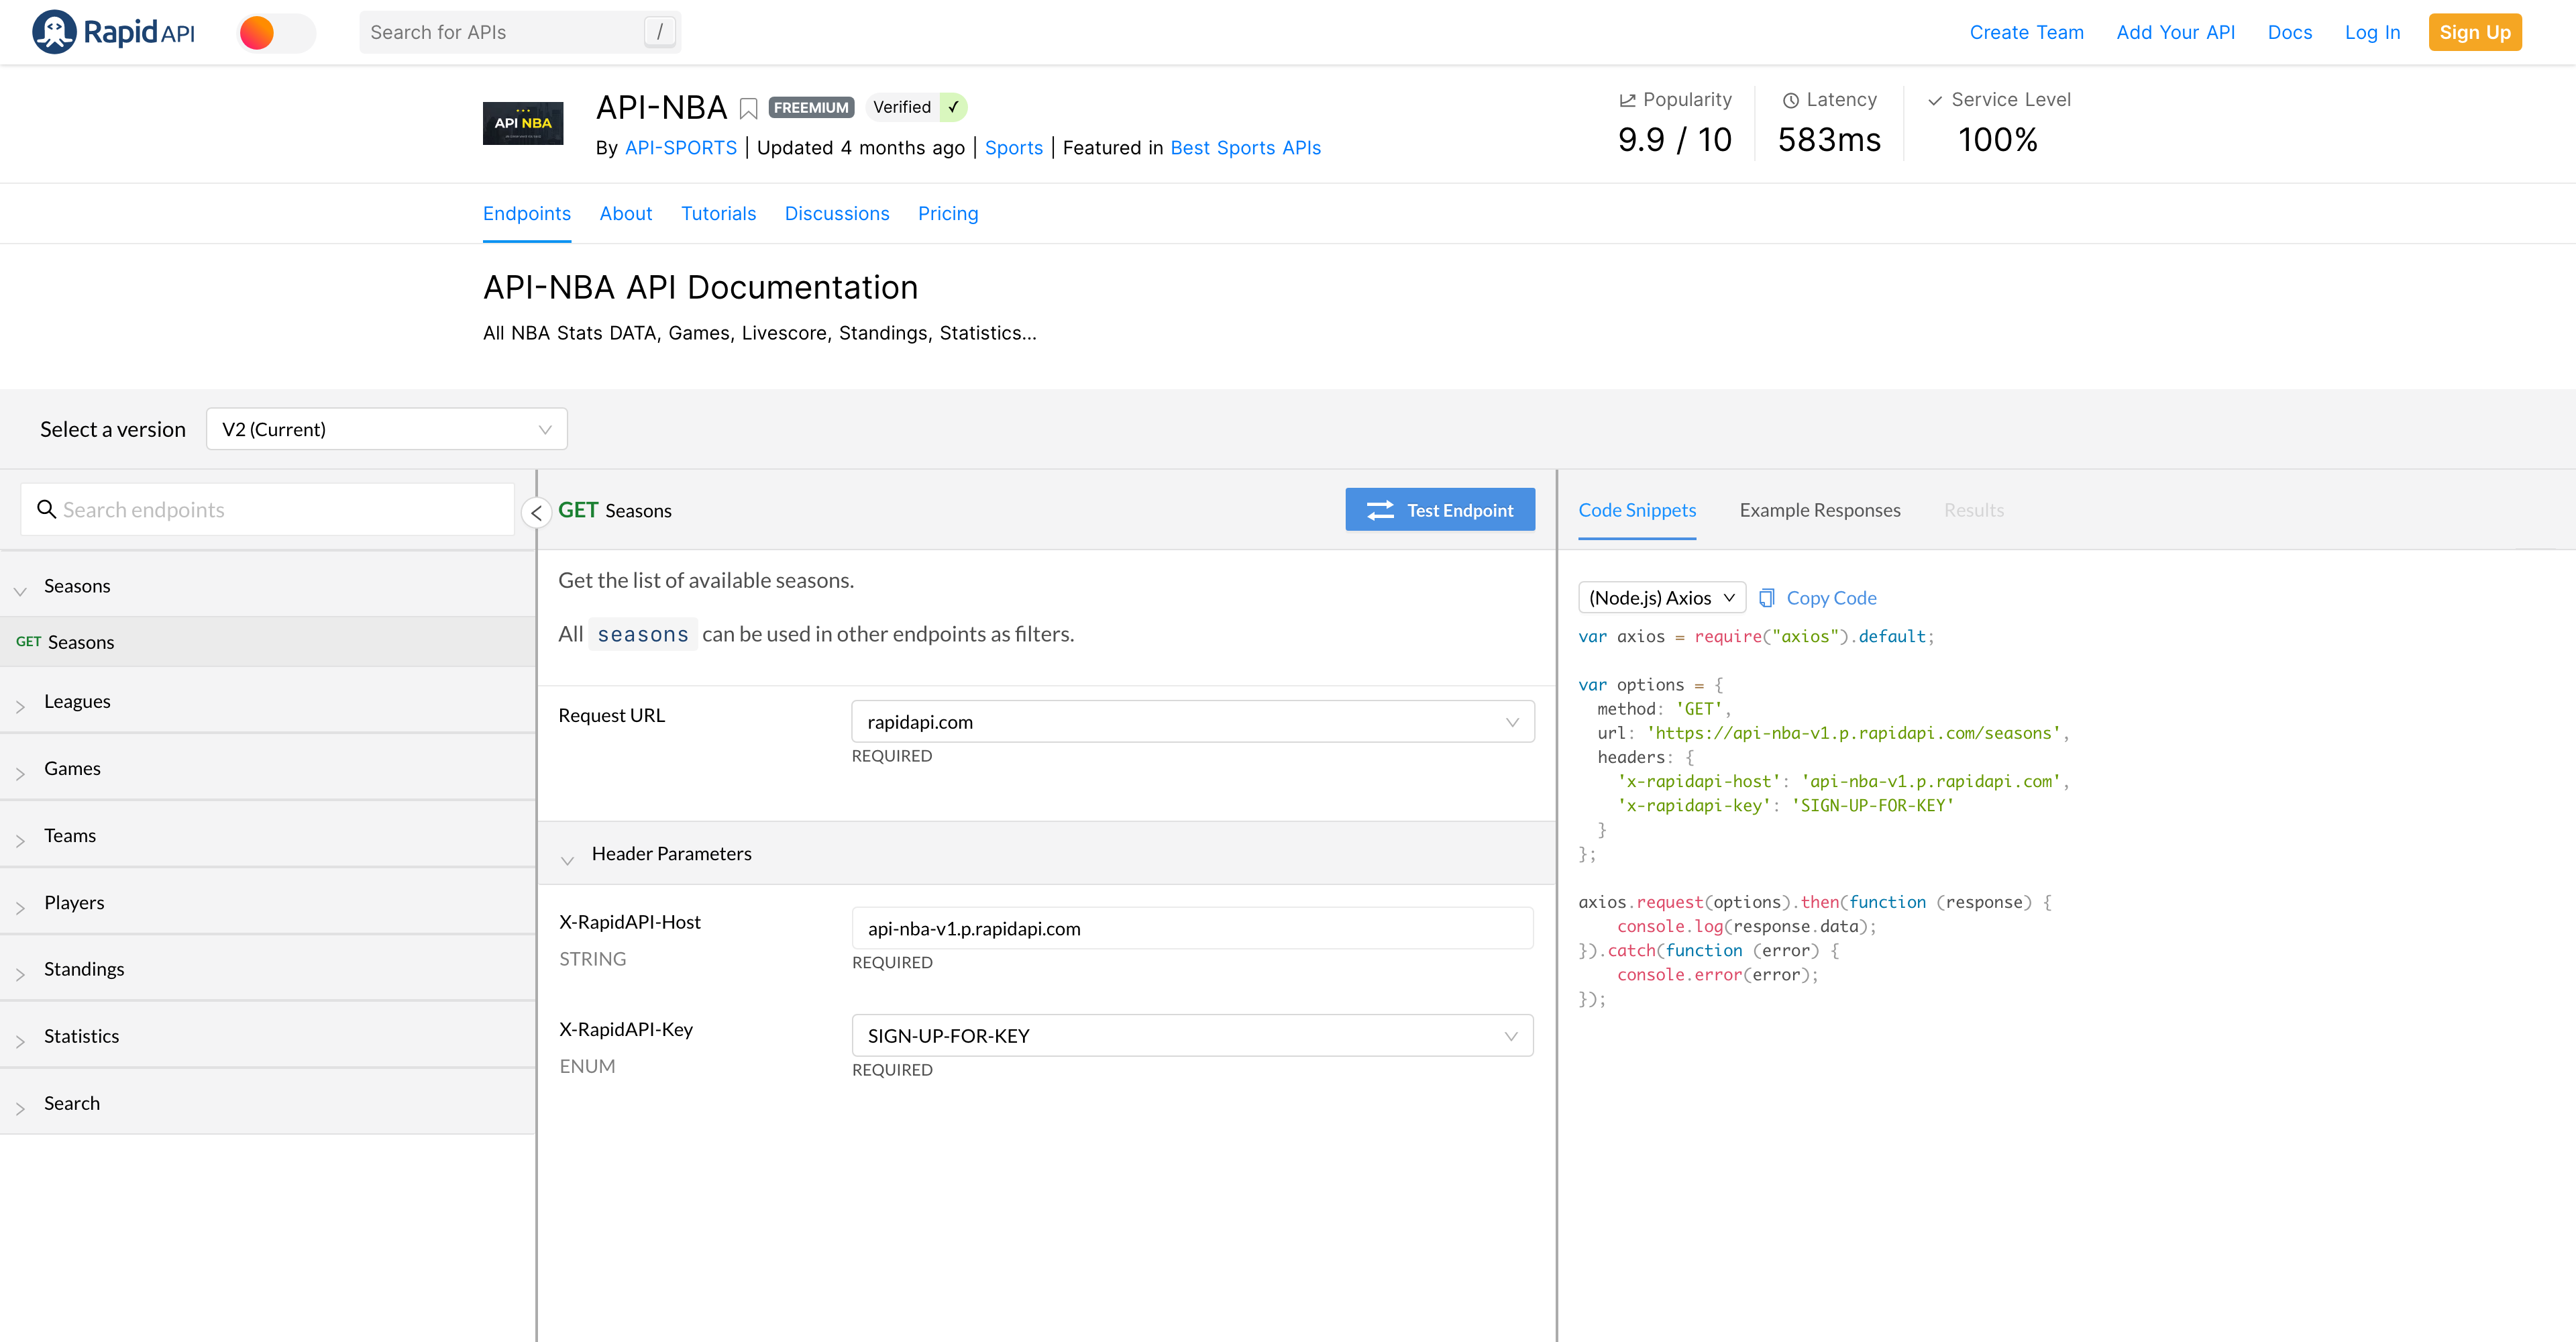 RapidAPI
Search for APIs
/
Create Team
Add Your API
Docs
Log In
Sign Up
API NBA
API-NBA FREEMIUM Verified ✓
By API-SPORTS | Updated 4 months ago | Sports | Featured in Best Sports APIs
Popularity
9.9 / 10
Latency
583ms
Service Level
100%
Endpoints
About
Tutorials
Discussions
Pricing
API-NBA API Documentation
All NBA Stats DATA, Games, Livescore, Standings, Statistics...
Select a version
V2 (Current)
Search endpoints
Seasons
GET Seasons
Leagues
Games
Teams
Players
Standings
Statistics
Search
GET Seasons
Test Endpoint
Get the list of available seasons.
All seasons can be used in other endpoints as filters.
Request URL
rapidapi.com
REQUIRED
Header Parameters
X-RapidAPI-Host
STRING
api-nba-v1.p.rapidapi.com
REQUIRED
X-RapidAPI-Key
ENUM
SIGN-UP-FOR-KEY
REQUIRED
Code Snippets
Example Responses
Results
(Node.js) Axios
Copy Code
var axios = require("axios").default;
var options = {
  method: 'GET',
  url: 'https://api-nba-v1.p.rapidapi.com/seasons',
  headers: {
    'x-rapidapi-host': 'api-nba-v1.p.rapidapi.com',
    'x-rapidapi-key': 'SIGN-UP-FOR-KEY'
  }
};
axios.request(options).then(function (response) {
    console.log(response.data);
}).catch(function (error) {
    console.error(error);
});